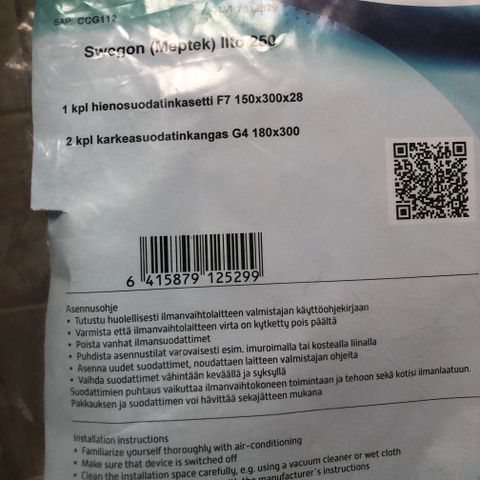 SAP: CCG112
LVI: 7812529
Swegon (Meptek) Ilto 250
1 kpl hienosuodatinkasetti F7 150x300x28
2 kpl karkeasuodatinkangas G4 180x300
6 415879 125299
Asennusohje
• Tutustu huolellisesti ilmanvaihtolaitteen valmistajan käyttöohjekirjaan
• Varmista että ilmanvaihtolaitteen virta on kytketty pois päältä
• Poista vanhat ilmansuodattimet
• Puhdista asennustilat varovaisesti esim. imuroimalla tai kostealla liinalla
• Asenna uudet suodattimet, noudattaen laitteen valmistajan ohjeita
• Vaihda suodattimet vähintään keväällä ja syksyllä
Suodattimien puhtaus vaikuttaa ilmanvaihtokoneen toimintaan ja tehoon sekä kotisi ilmanlaatuun.
Pakkauksen ja suodattimen voi hävittää sekajätteen mukana
Installation instructions
• Familiarize yourself thoroughly with air-conditioning
• Make sure that device is switched off
• Clean the installation space carefully, e.g. using a vacuum cleaner or wet cloth
the manufacturer´s instructions